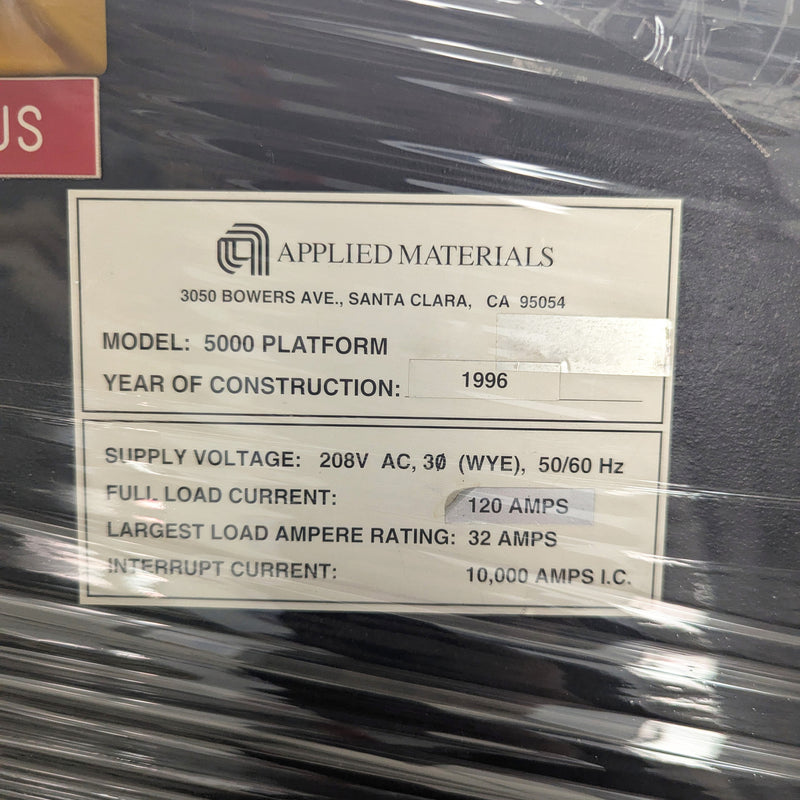 US
APPLIED MATERIALS
3050 BOWERS AVE., SANTA CLARA, CA 95054
MODEL: 5000 PLATFORM
YEAR OF CONSTRUCTION: 1996
SUPPLY VOLTAGE: 208V AC, 3Ø (WYE), 50/60 Hz
FULL LOAD CURRENT: 120 AMPS
LARGEST LOAD AMPERE RATING: 32 AMPS
INTERRUPT CURRENT: 10,000 AMPS I.C.